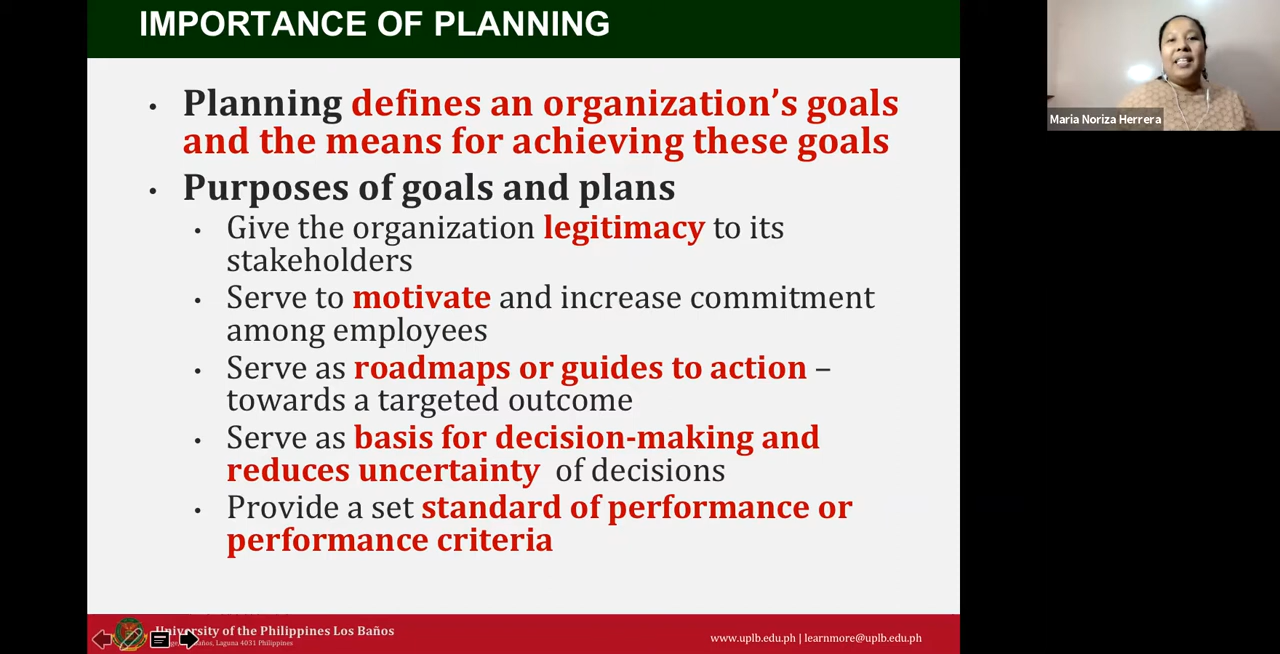 IMPORTANCE OF PLANNING
Maria Noriza Herrera
• Planning defines an organization's goals
and the means for achieving these goals
• Purposes of goals and plans
• Give the organization legitimacy to its
stakeholders
• Serve to motivate and increase commitment
among employees
• Serve as roadmaps or guides to action –
towards a targeted outcome
• Serve as basis for decision-making and
reduces uncertainty of decisions
• Provide a set standard of performance or
performance criteria
University of the Philippines Los Baños
Laguna 4031 Philippines
www.uplb.edu.ph | learnmore@uplb.edu.ph